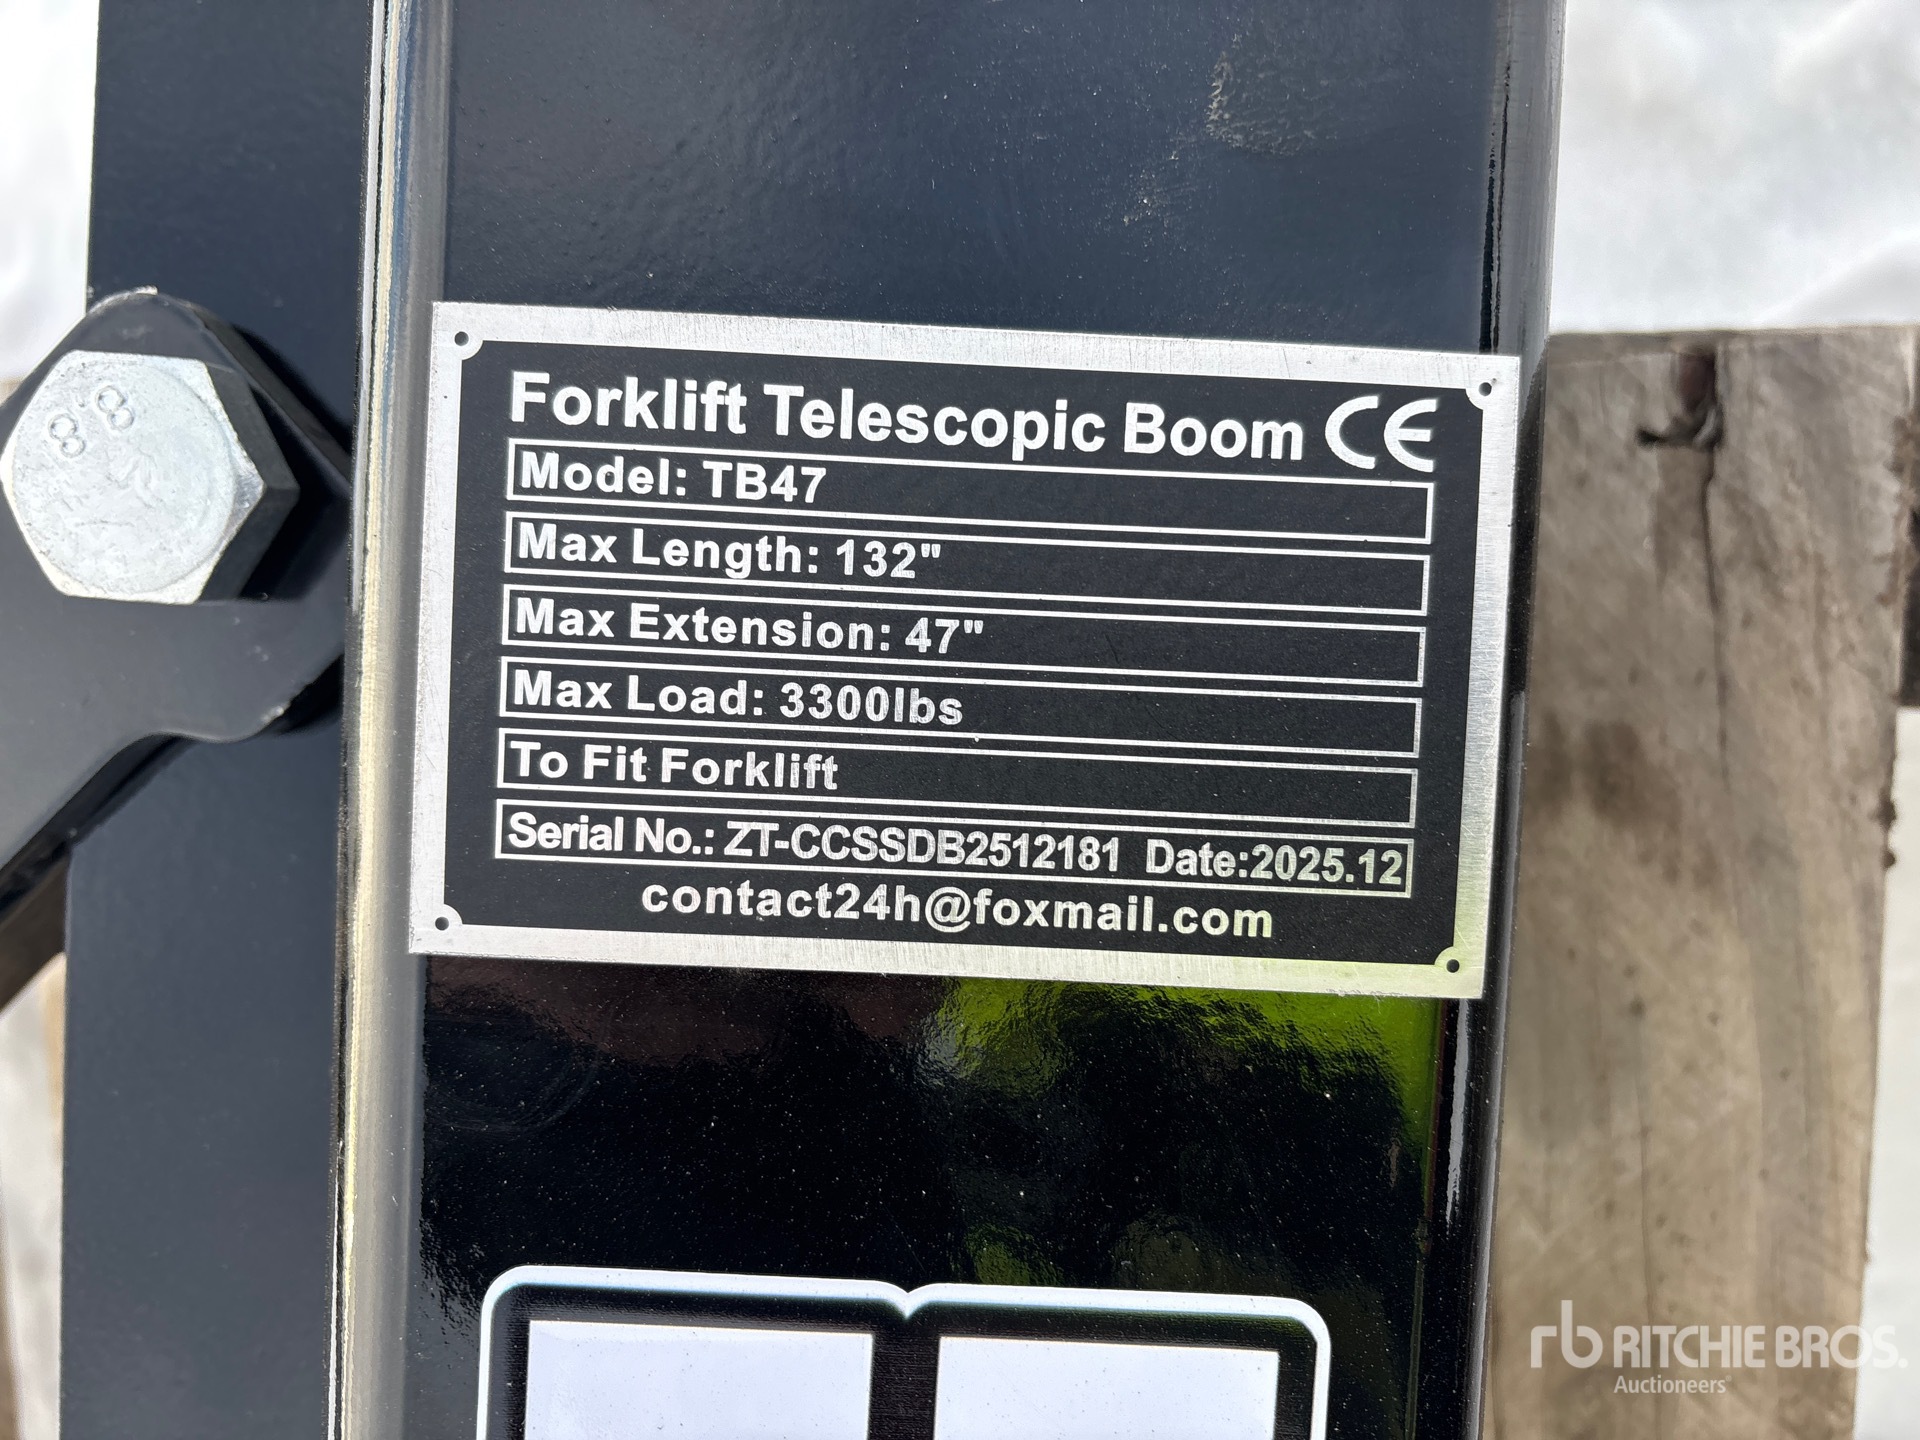 8.8
Forklift Telescopic Boom CE
Model: TB47
Max Length: 132"
Max Extension: 47"
Max Load: 3300lbs
To Fit Forklift
Serial No.: ZT-CCSSDB2512181 Date:2025.12
contact24h@foxmail.com
rb RITCHIE BROS.
Auctioneers